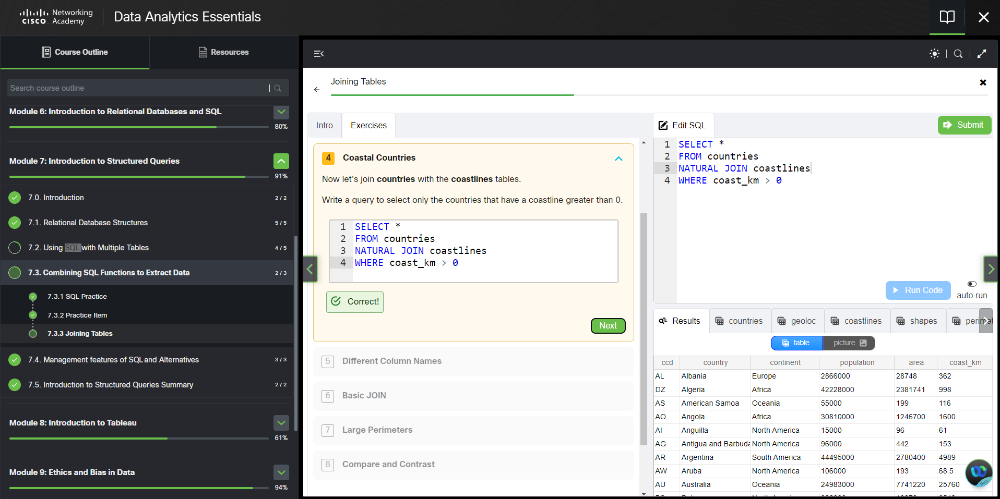 CISCO Networking Academy
Data Analytics Essentials
Course Outline
Resources
Search course outline
Module 6: Introduction to Relational Databases and SQL
80%
Module 7: Introduction to Structured Queries
91%
7.0. Introduction 2 / 2
7.1. Relational Database Structures 5 / 5
7.2. Using SQL with Multiple Tables 4 / 5
7.3. Combining SQL Functions to Extract Data 2 / 3
7.3.1 SQL Practice
7.3.2 Practice Item
7.3.3 Joining Tables
7.4. Management features of SQL and Alternatives 3 / 3
7.5. Introduction to Structured Queries Summary 2 / 2
Module 8: Introduction to Tableau
61%
Module 9: Ethics and Bias in Data
94%
Joining Tables
Intro
Exercises
4 Coastal Countries
Now let's join countries with the coastlines tables.
Write a query to select only the countries that have a coastline greater than 0.
1 SELECT *
2 FROM countries
3 NATURAL JOIN coastlines
4 WHERE coast_km > 0
Correct!
Next
5 Different Column Names
6 Basic JOIN
7 Large Perimeters
8 Compare and Contrast
Edit SQL
Submit
1 SELECT *
2 FROM countries
3 NATURAL JOIN coastlines
4 WHERE coast_km > 0
Run Code
auto run
Results countries geoloc coastlines shapes
table picture
ccd country continent population area coast_km
AL Albania Europe 2866000 28748 362
DZ Algeria Africa 42228000 2381741 998
AS American Samoa Oceania 55000 199 116
AO Angola Africa 30810000 1246700 1600
AI Anguilla North America 15000 96 61
AG Antigua and Barbuda North America 96000 442 153
AR Argentina South America 44495000 2780400 4989
AW Aruba North America 106000 193 68.5
AU Australia Oceania 24983000 7741220 25760
Beta